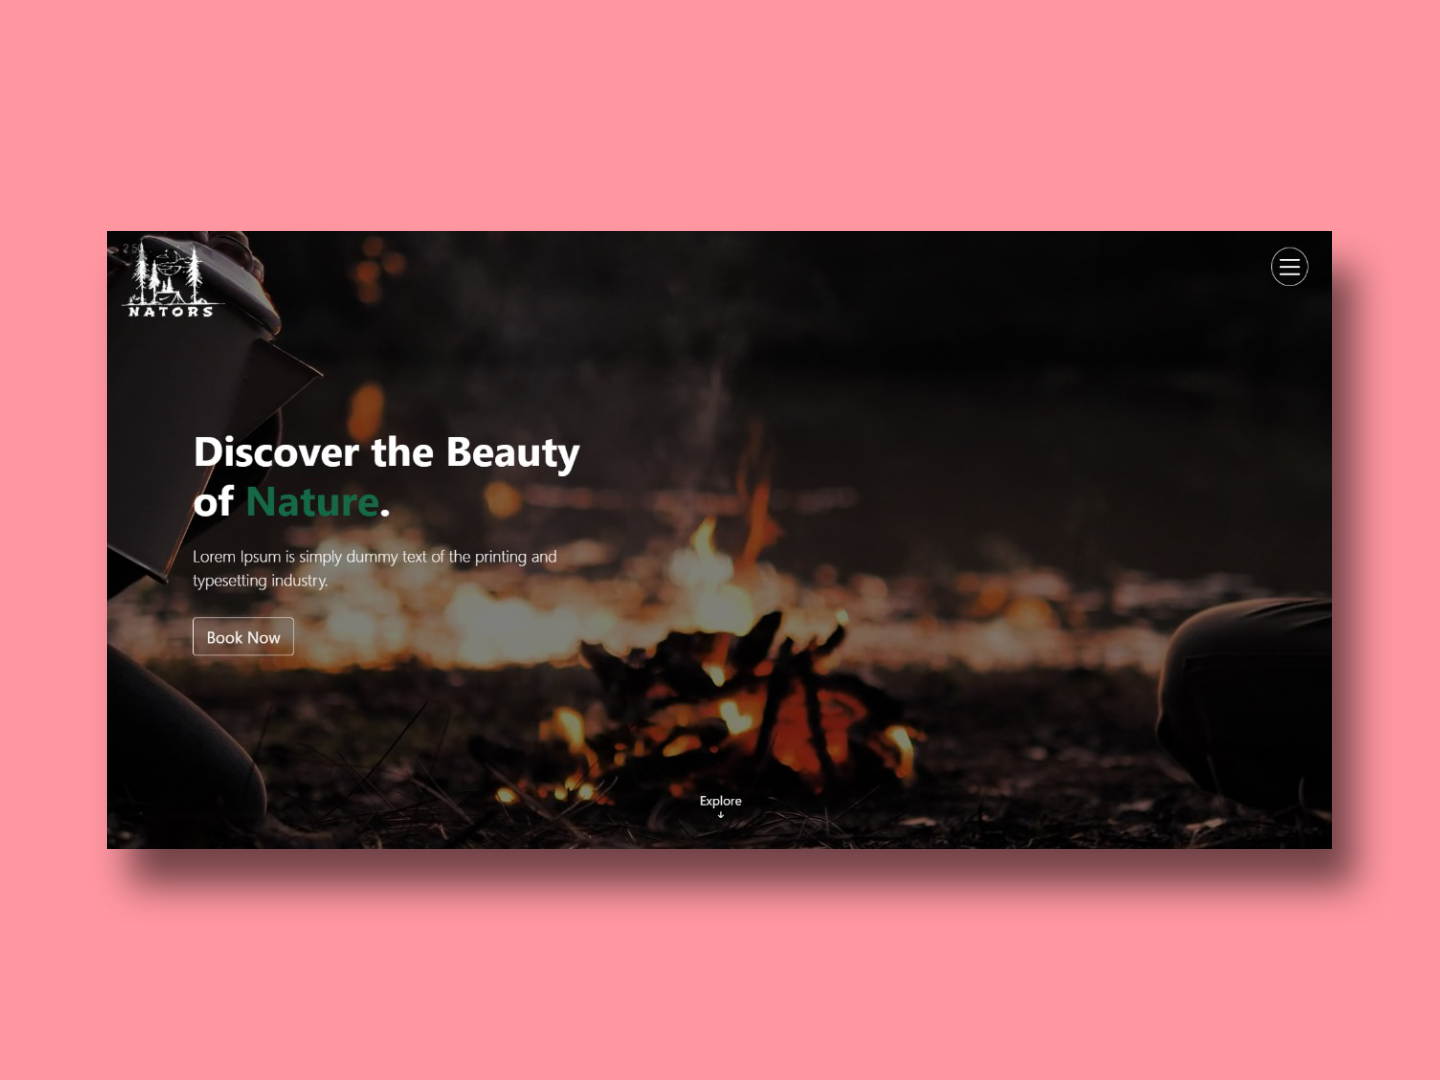 NATORS
Discover the Beauty
of Nature.
Lorem Ipsum is simply dummy text of the printing and
typesetting industry.
Book Now
Explore
↓